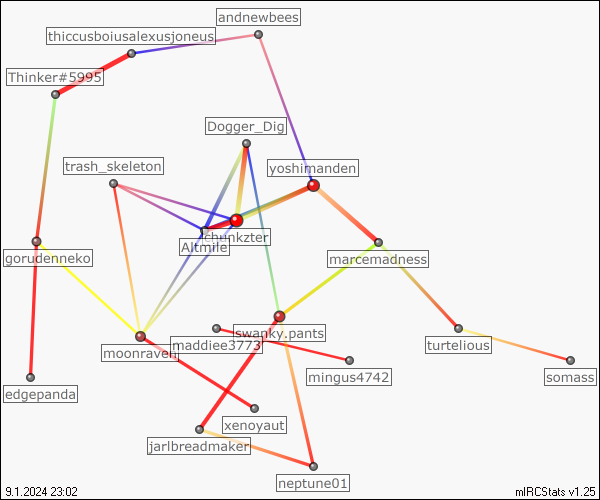 andnewbees
thiccusboiusalexusjoneus
Thinker#5995
Dogger_Dig
trash_skeleton
yoshimanden
chunkzter
Altmile
gorudenneko
marcemadness
swanky.pants
maddiee3773
moonraven
turtelious
mingus4742
somass
edgepanda
xenoyaut
jarlbreadmaker
neptune01
9.1.2024 23:02
mIRCStats v1.25